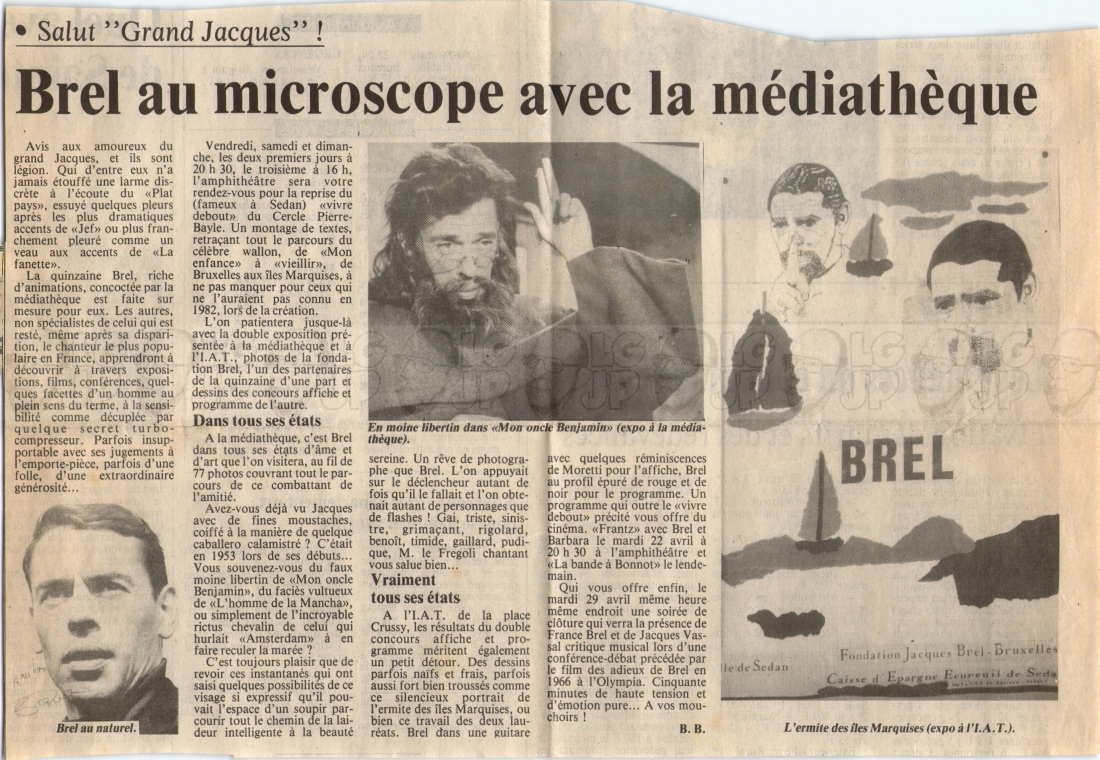 • Salut ’’Grand Jacques’’ !
Brel au microscope avec la médiathèque
Avis aux amoureux du
grand Jacques, et ils sont
légion. Qui d'entre eux n'a
jamais étouffé une larme dis-
crète à l'écoute du «Plat
pays», essuyé quelques pleurs
après les plus dramatiques
accents de «Jef» ou plus fran-
chement pleuré comme un
veau aux accents de «La
fanette».
La quinzaine Brel, riche
d'animations, concoctée par la
médiathèque est faite sur
mesure pour eux. Les autres,
non spécialistes de celui qui est
resté, même après sa dispari-
tion, le chanteur le plus popu-
laire en France, apprendront à
découvrir à travers exposi-
tions, films, conférences, quel-
ques facettes d'un homme au
plein sens du terme, à la sensi-
bilité comme décuplée par
quelque secret turbo-
compresseur. Parfois insup-
portable avec ses jugements à
l'emporte-pièce, parfois d'une
folle, d'une extraordinaire
générosité...
Brel au naturel.
Vendredi, samedi et diman-
che, les deux premiers jours à
20 h 30, le troisième à 16 h,
l'amphithéâtre sera votre
rendez-vous pour la reprise du
(fameux à Sedan) «vivre
debout» du Cercle Pierre-
Bayle. Un montage de textes,
retraçant tout le parcours du
célèbre wallon, de «Mon
enfance» à «vieillir», de
Bruxelles aux îles Marquises, à
ne pas manquer pour ceux qui
ne l'auraient pas connu en
1982, lors de la création.
L'on patientera jusque-là
avec la double exposition pré-
sentée à la médiathèque et à
l'I.A.T., photos de la fonda-
tion Brel, l'un des partenaires
de la quinzaine d'une part et
dessins des concours affiche et
programme de l'autre.
Dans tous ses états
A la médiathèque, c'est Brel
dans tous ses états d'âme et
d'art que l'on visitera, au fil de
77 photos couvrant tout le par-
cours de ce combattant de
l'amitié.
Avez-vous déjà vu Jacques
avec de fines moustaches,
coiffé à la manière de quelque
caballero calamistré ? C'était
en 1953 lors de ses débuts...
Vous souvenez-vous du faux
moine libertin de «Mon oncle
Benjamin», du faciès vultueux
de «L'homme de la Mancha»,
ou simplement de l'incroyable
rictus chevalin de celui qui
hurlait «Amsterdam» à en
faire reculer la marée ?
C'est toujours plaisir que de
revoir ces instantanés qui ont
saisi quelques possibilités de ce
visage si expressif qu'il pou-
vait l'espace d'un soupir par-
courir tout le chemin de la lai-
deur intelligente à la beauté
En moine libertin dans «Mon oncle Benjamin» (expo à la média-
thèque).
sereine. Un rêve de photogra-
phe que Brel. L'on appuyait
sur le déclencheur autant de
fois qu'il le fallait et l'on obte-
nait autant de personnages que
de flashes ! Gai, triste, sinis-
tre, grimaçant, rigolard,
benoît, timide, gaillard, pudi-
que, M. le Fregoli chantant
vous salue bien...
Vraiment
tous ses états
A l'I.A.T. de la place
Crussy, les résultats du double
concours affiche et pro-
gramme méritent également
un petit détour. Des dessins
parfois naïfs et frais, parfois
aussi fort bien troussés comme
ce silencieux portrait de
l'ermite des îles Marquises, ou
bien ce travail des deux lau-
réats. Brel dans une guitare
avec quelques réminiscences
de Moretti pour l'affiche, Brel
au profil épuré de rouge et de
noir pour le programme. Un
programme qui outre le «vivre
debout» précité vous offre du
cinéma. «Frantz» avec Brel et
Barbara le mardi 22 avril à
20 h 30 à l'amphithéâtre et
«La bande à Bonnot» le lende-
main.
Qui vous offre enfin, le
mardi 29 avril même heure
même endroit une soirée de
clôture qui verra la présence de
France Brel et de Jacques Vas-
sal critique musical lors d'une
conférence-débat précédée par
le film des adieux de Brel en
1966 à l'Olympia. Cinquante
minutes de haute tension et
d'émotion pure... A vos mou-
choirs !
B. B.
BREL
le de Sedan
Fondation Jacques Brel-Bruxelles
Caisse d'Epargne Ecureuil de Seda
L'ermite des îles Marquises (expo à l'I.A.T.).
LG
JP